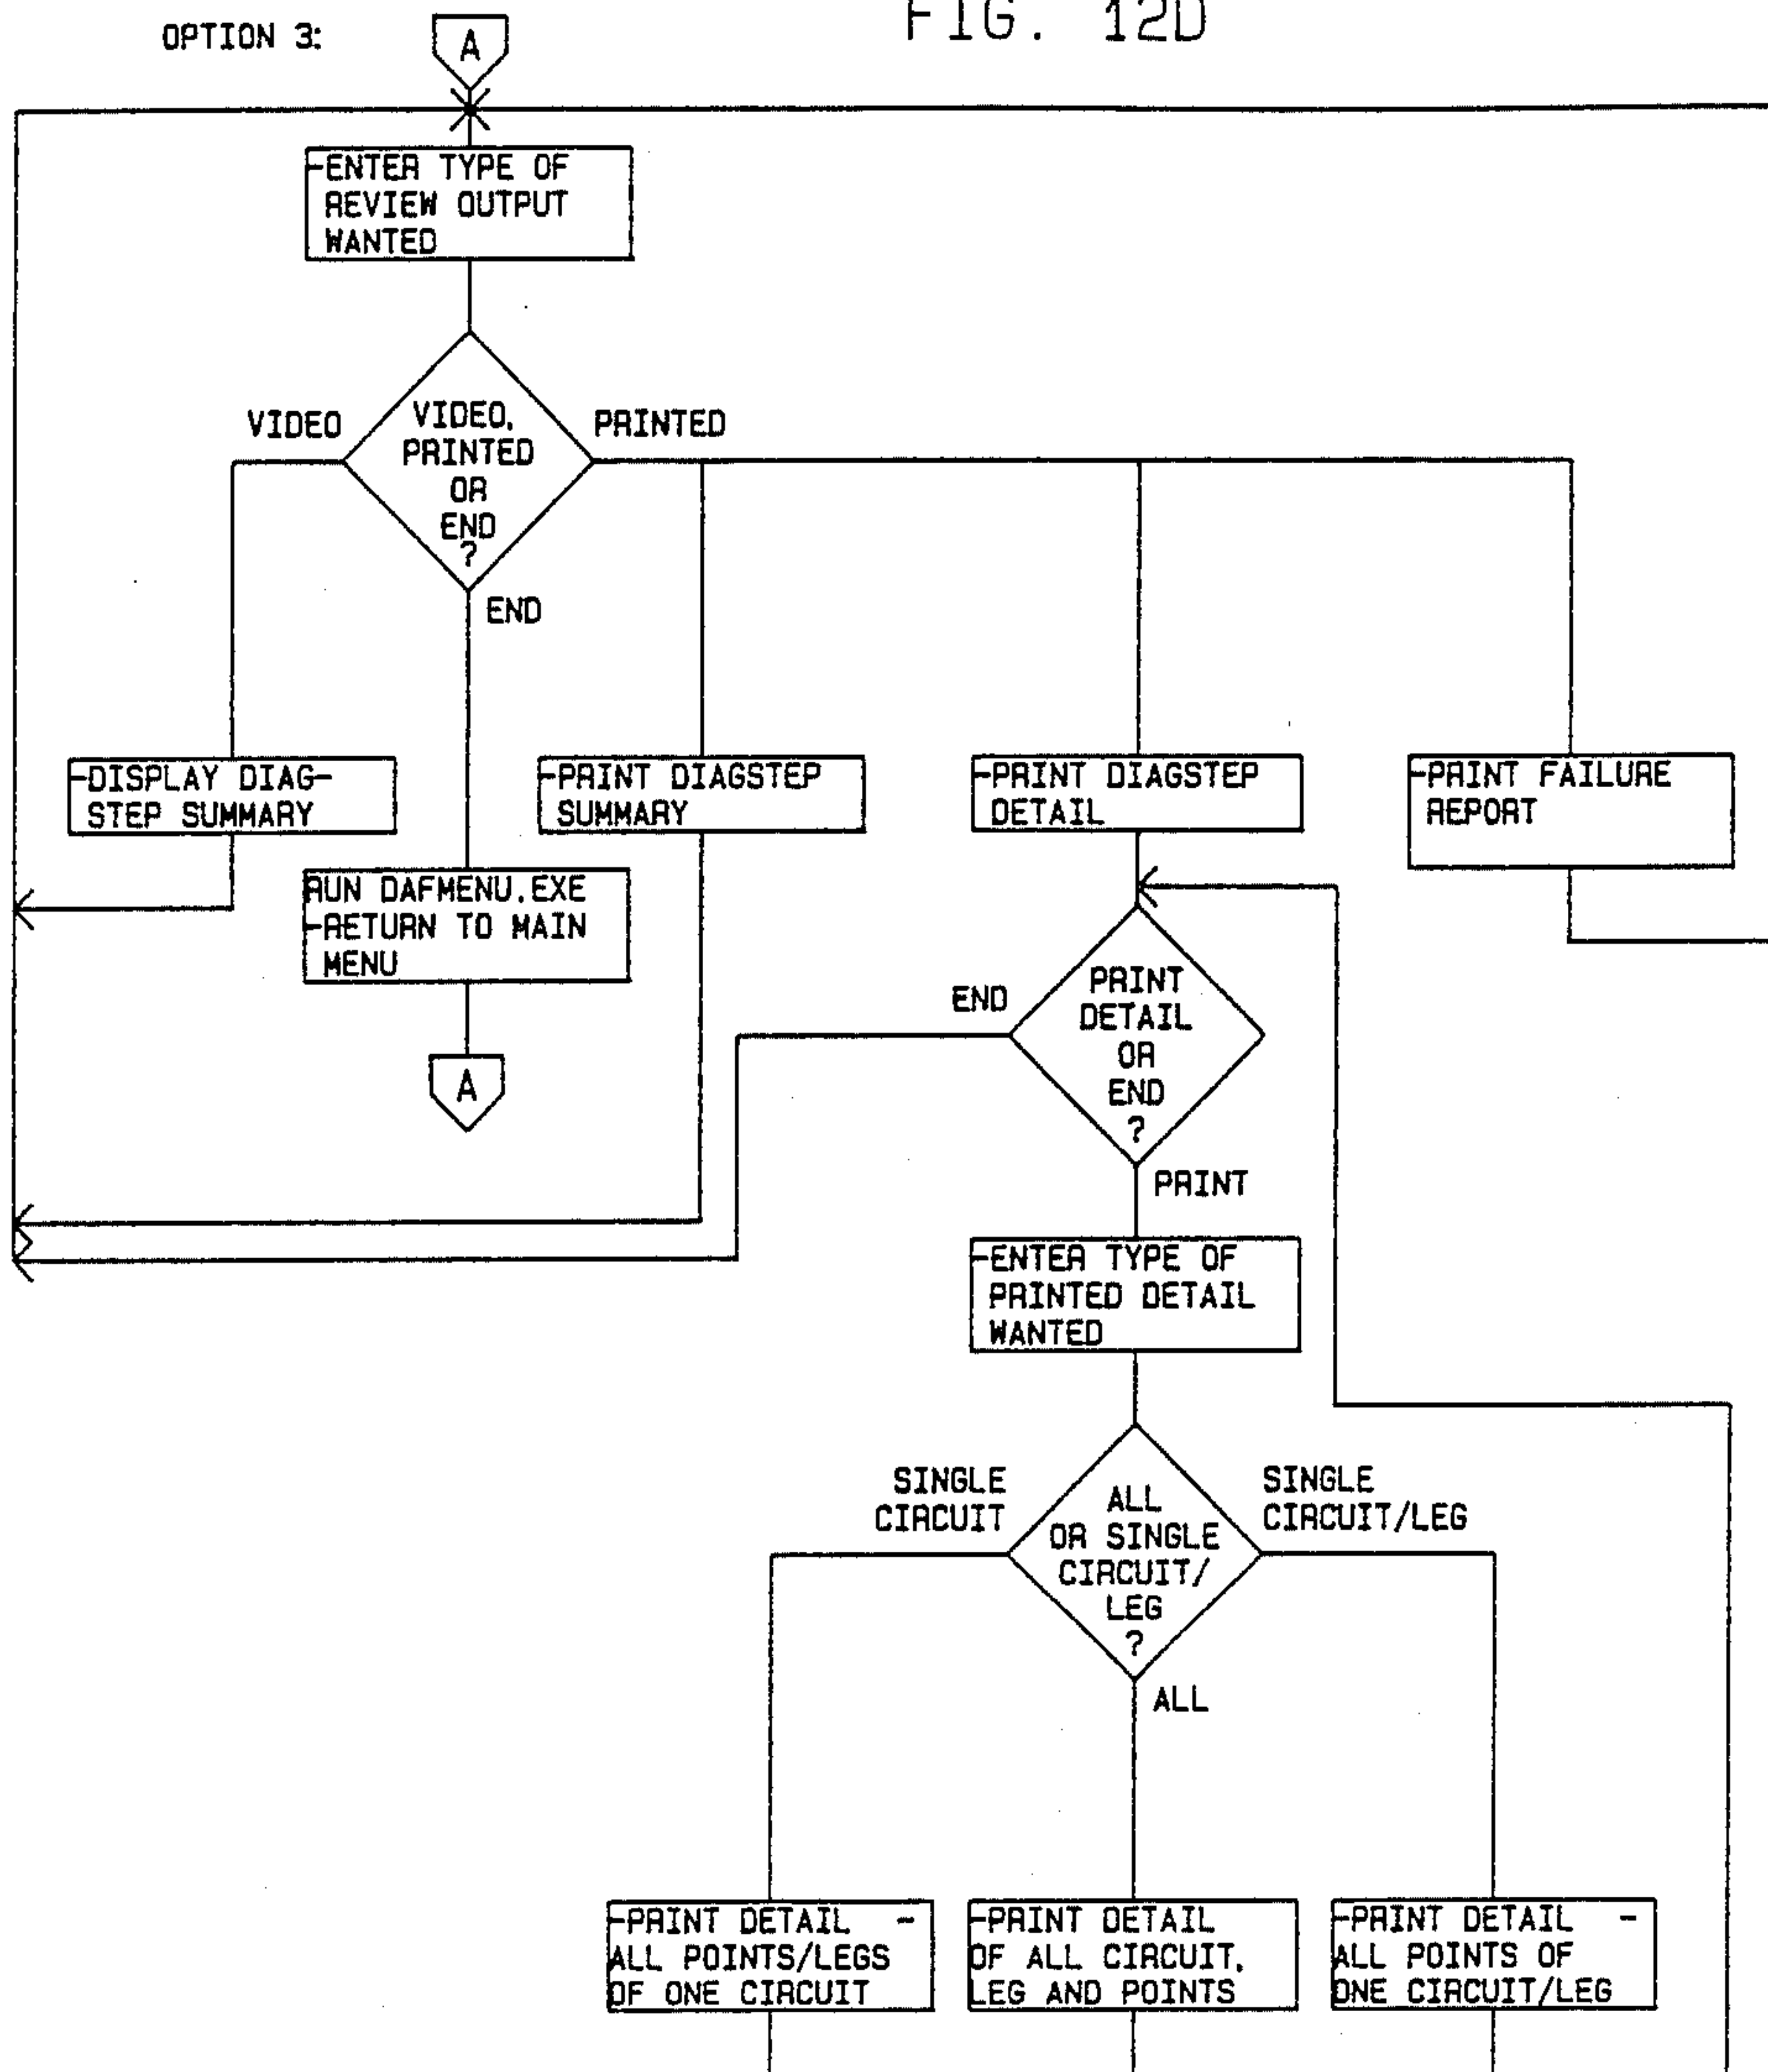 FIG. 12D
OPTION 3:
A
-ENTER TYPE OF
REVIEW OUTPUT
WANTED
VIDEO
VIDEO,
PRINTED
OR
END
?
PRINTED
END
-DISPLAY DIAG-
STEP SUMMARY
-PRINT DIAGSTEP
SUMMARY
-PRINT DIAGSTEP
DETAIL
-PRINT FAILURE
REPORT
RUN DAFMENU.EXE
-RETURN TO MAIN
MENU
A
END
PRINT
DETAIL
OR
END
?
PRINT
-ENTER TYPE OF
PRINTED DETAIL
WANTED
SINGLE
CIRCUIT
ALL
OR SINGLE
CIRCUIT/
LEG
?
SINGLE
CIRCUIT/LEG
ALL
-PRINT DETAIL -
ALL POINTS/LEGS
OF ONE CIRCUIT
-PRINT DETAIL
OF ALL CIRCUIT,
LEG AND POINTS
-PRINT DETAIL -
ALL POINTS OF
ONE CIRCUIT/LEG